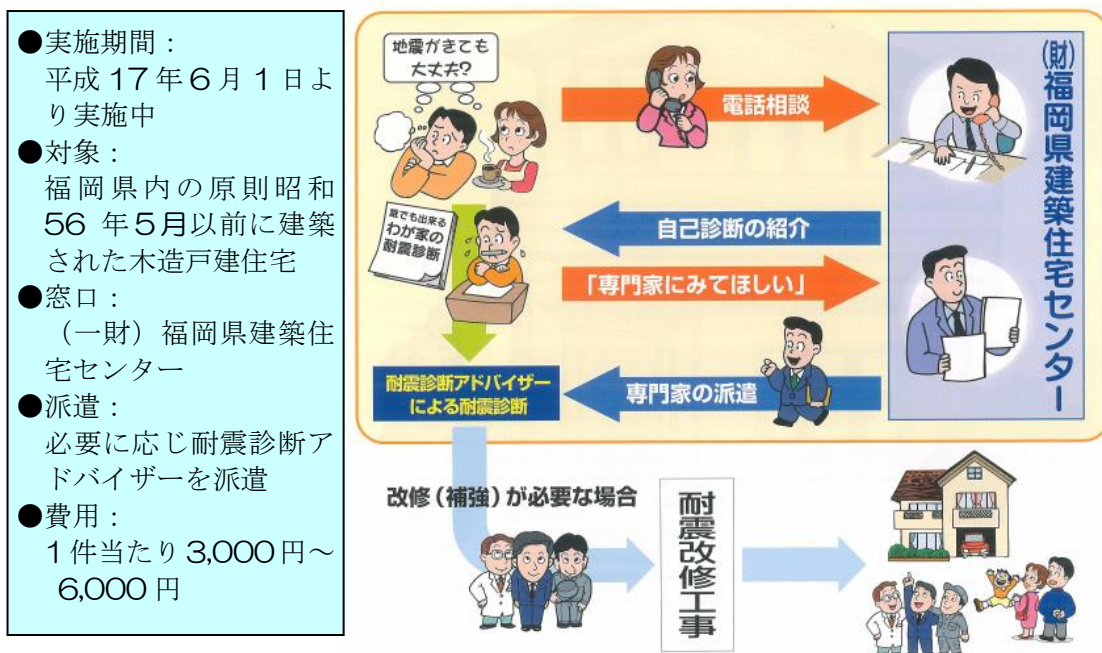 ●実施期間：
平成17年6月1日よ
り実施中
●対象：
福岡県内の原則昭和
56年5月以前に建築
された木造戸建住宅
●窓口：
（一財）福岡県建築住
宅センター
●派遣：
必要に応じ耐震診断ア
ドバイザーを派遣
●費用：
1件当たり3,000円～
6,000円
地震がきても
大丈夫?
電話相談
(財)福岡県建築住宅センター
誰でも出来る
わが家の
耐震診断
自己診断の紹介
「専門家にみてほしい」
耐震診断アドバイザー
による耐震診断
専門家の派遣
改修（補強）が必要な場合
耐震改修工事